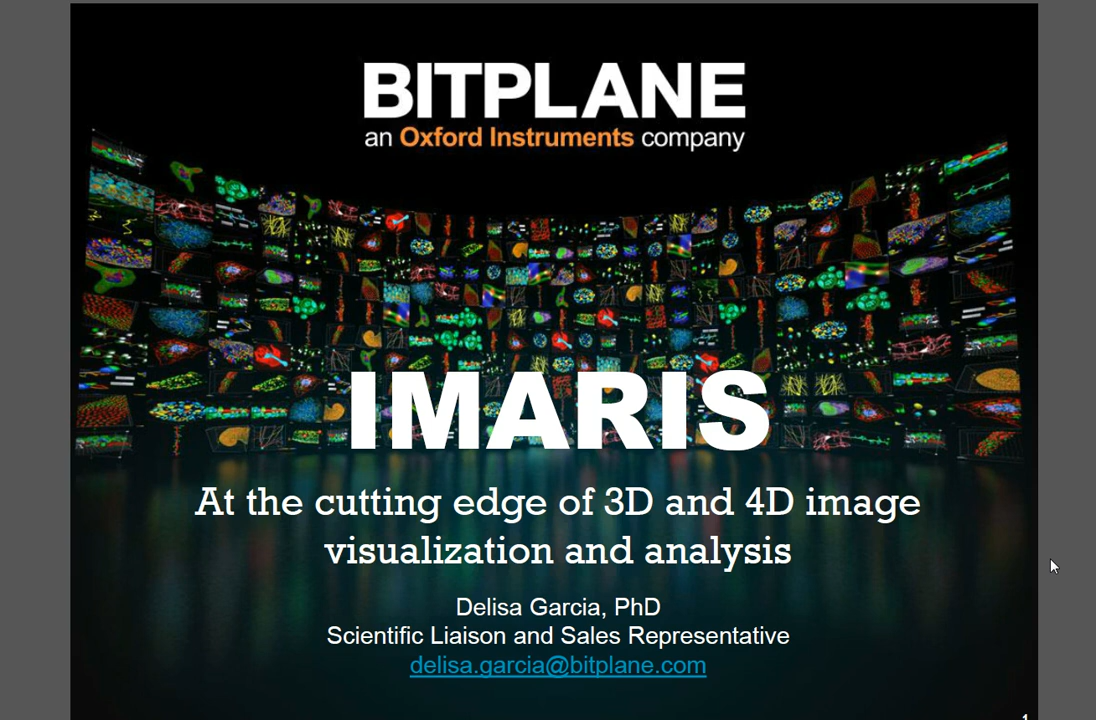 BITPLANE
an Oxford Instruments company
IMARIS
At the cutting edge of 3D and 4D image
visualization and analysis
Delisa Garcia, PhD
Scientific Liaison and Sales Representative
delisa.garcia@bitplane.com
1